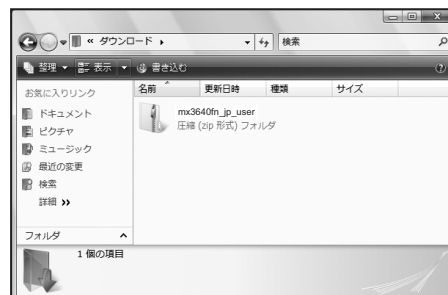 « ダウンロード
検索
整理 表示 書き込む
お気に入りリンク
ドキュメント
ピクチャ
ミュージック
最近の変更
検索
詳細 »
フォルダ
名前 更新日時 種類 サイズ
mx3640fn_jp_user
圧縮 (zip 形式) フォルダ
1 個の項目